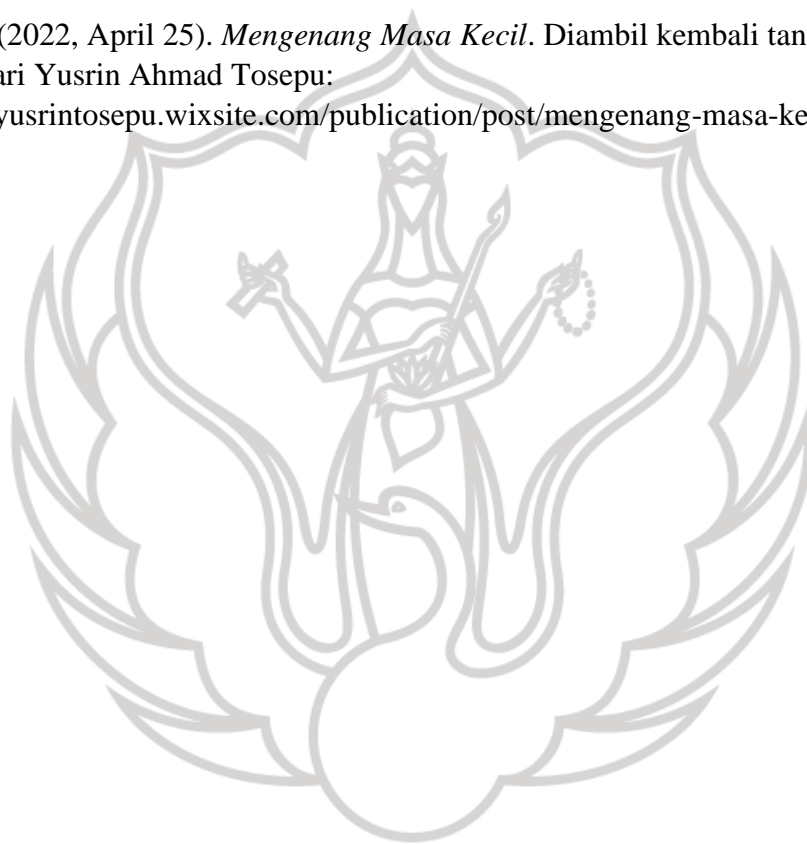 (2022, April 25). Mengenang Masa Kecil. Diambil kembali tan
ari Yusrin Ahmad Tosepu:
yusrintosepu.wixsite.com/publication/post/mengenang-masa-ke